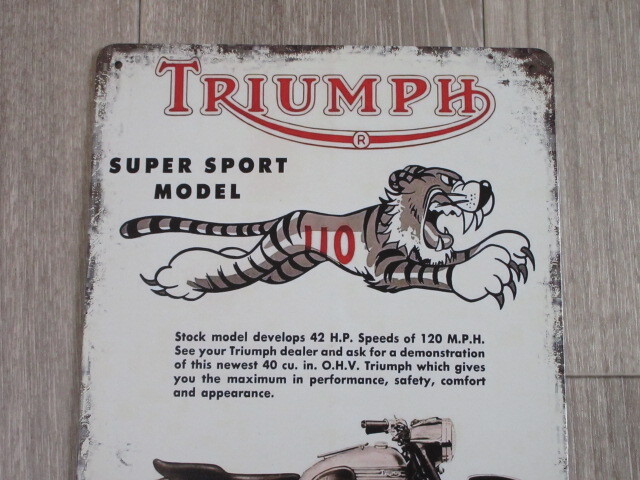 TRIUMPH
R
SUPER SPORT
MODEL
110
Stock model develops 42 H.P. Speeds of 120 M.P.H.
See your Triumph dealer and ask for a demonstration
of this newest 40 cu. in. O.H.V. Triumph which gives
you the maximum in performance, safety, comfort
and appearance.